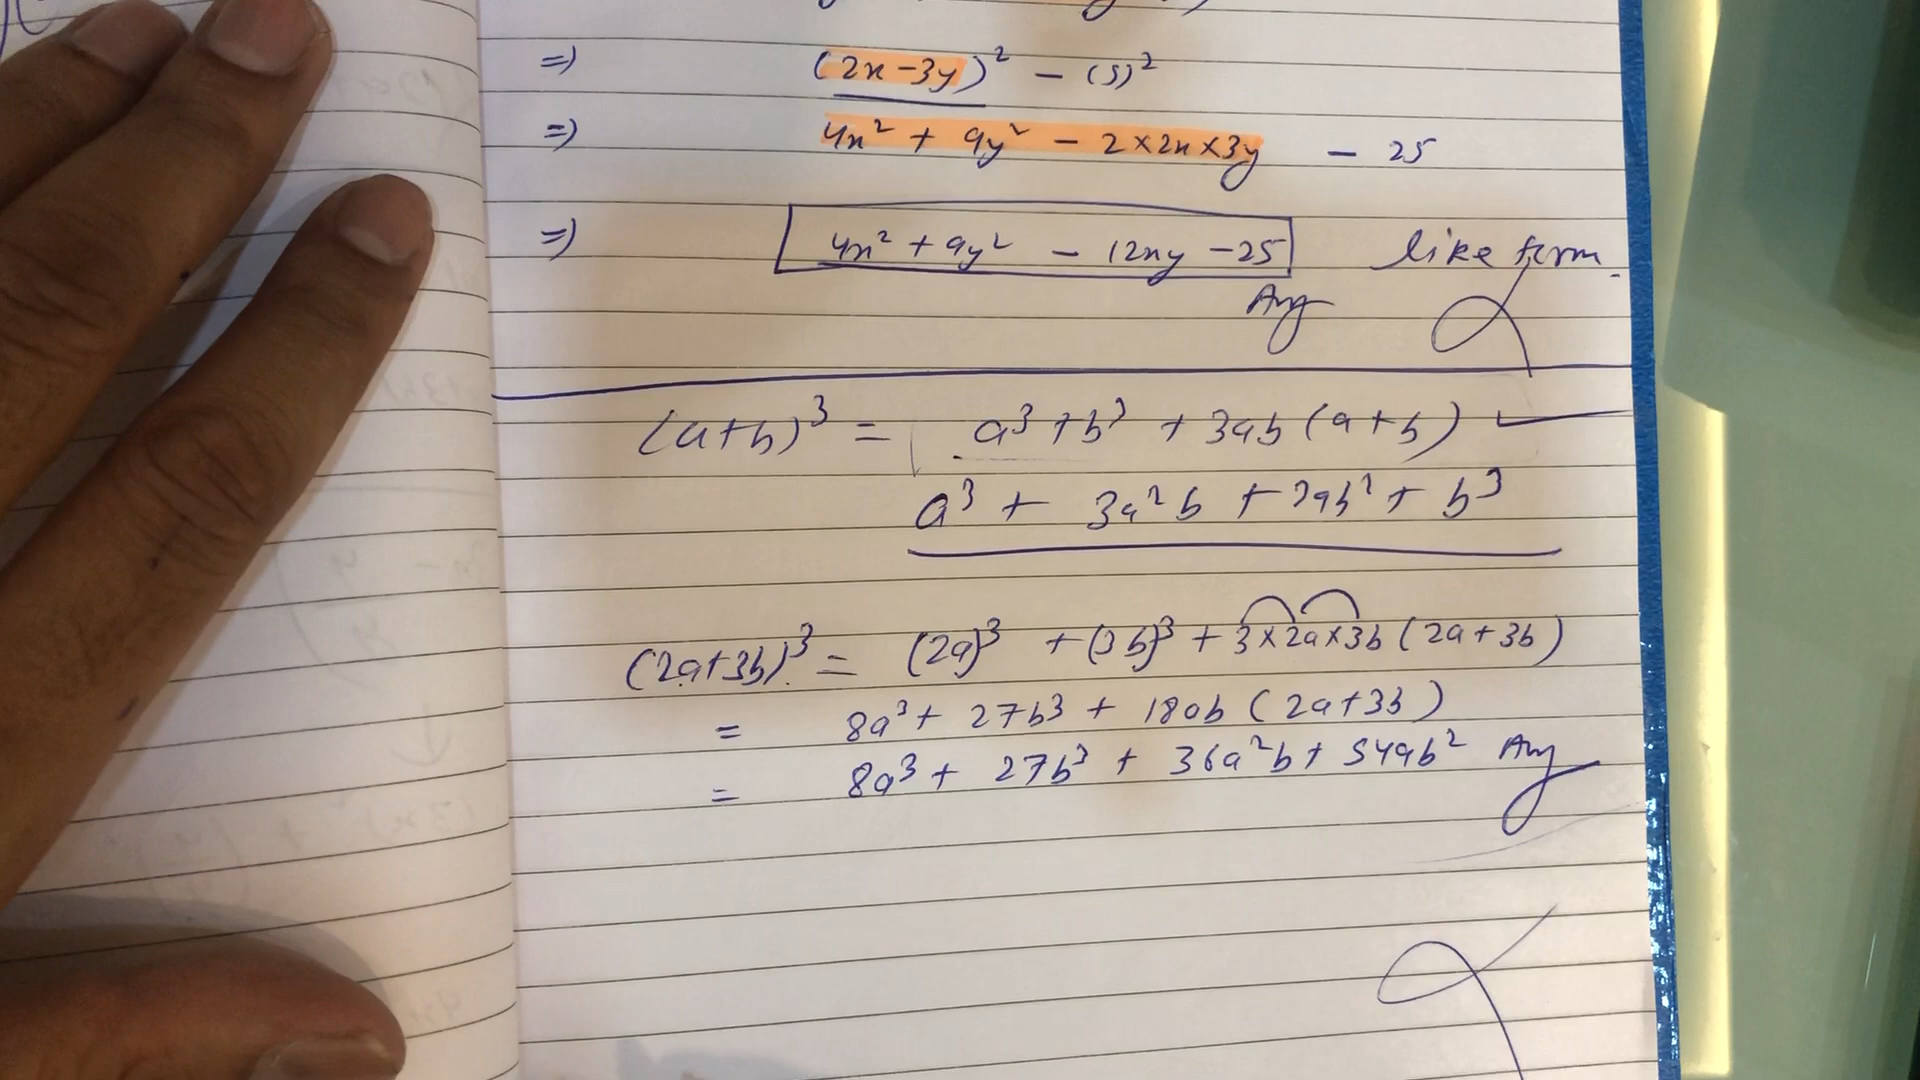 =) (2x-3y)² - (5)²
=) 4x² + 9y² - 2×2x×3y - 25
=) 4x² + 9y² - 12xy - 25 like term.
Ans
(a+b)³ = a³+b³ + 3ab(a+b)
a³ + 3a²b + 3ab² + b³
(2a+3b)³ = (2a)³ + (3b)³ + 3×2a×3b(2a+3b)
= 8a³ + 27b³ + 18ab(2a+3b)
= 8a³ + 27b³ + 36a²b + 54ab² Ans